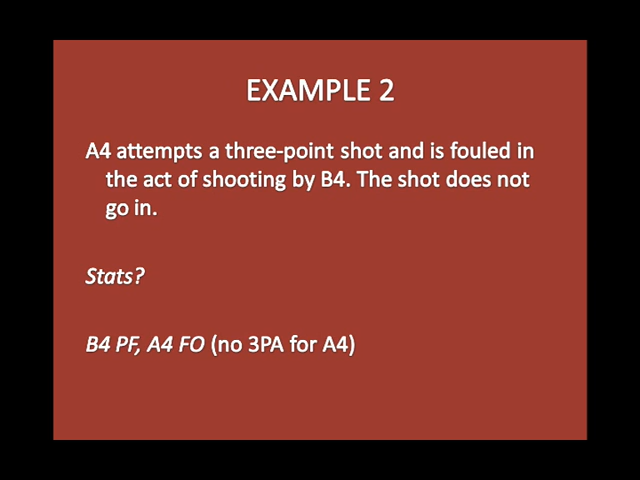 EXAMPLE 2
A4 attempts a three-point shot and is fouled in
the act of shooting by B4. The shot does not
go in.
Stats?
B4 PF, A4 FO (no 3PA for A4)